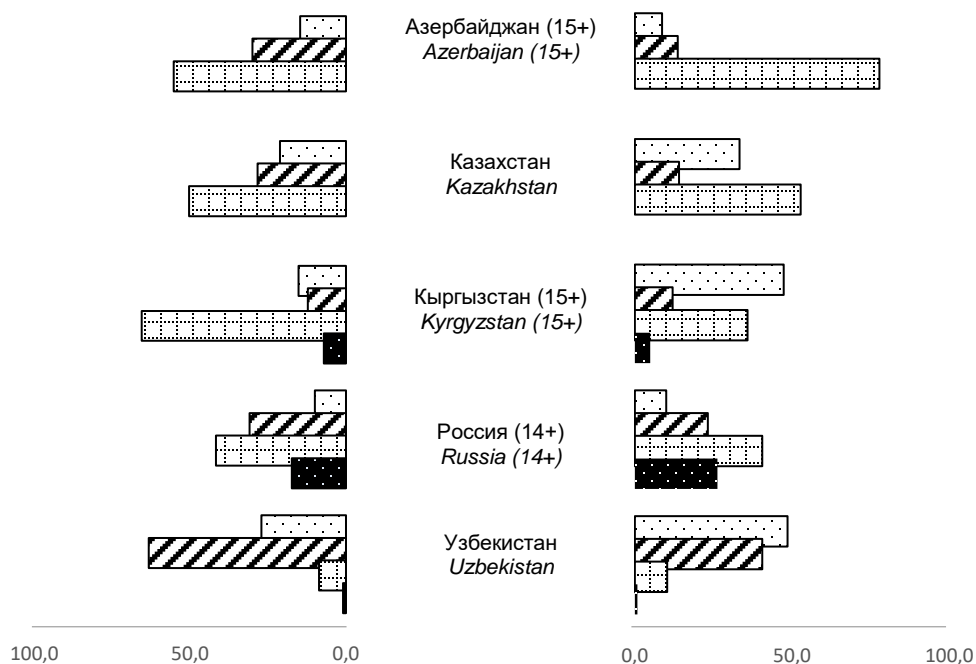 Азербайджан (15+)
Azerbaijan (15+)
Казахстан
Kazakhstan
Кыргызстан (15+)
Kyrgyzstan (15+)
Россия (14+)
Russia (14+)
Узбекистан
Uzbekistan
100,0 50,0 0,0 0,0 50,0 100,0